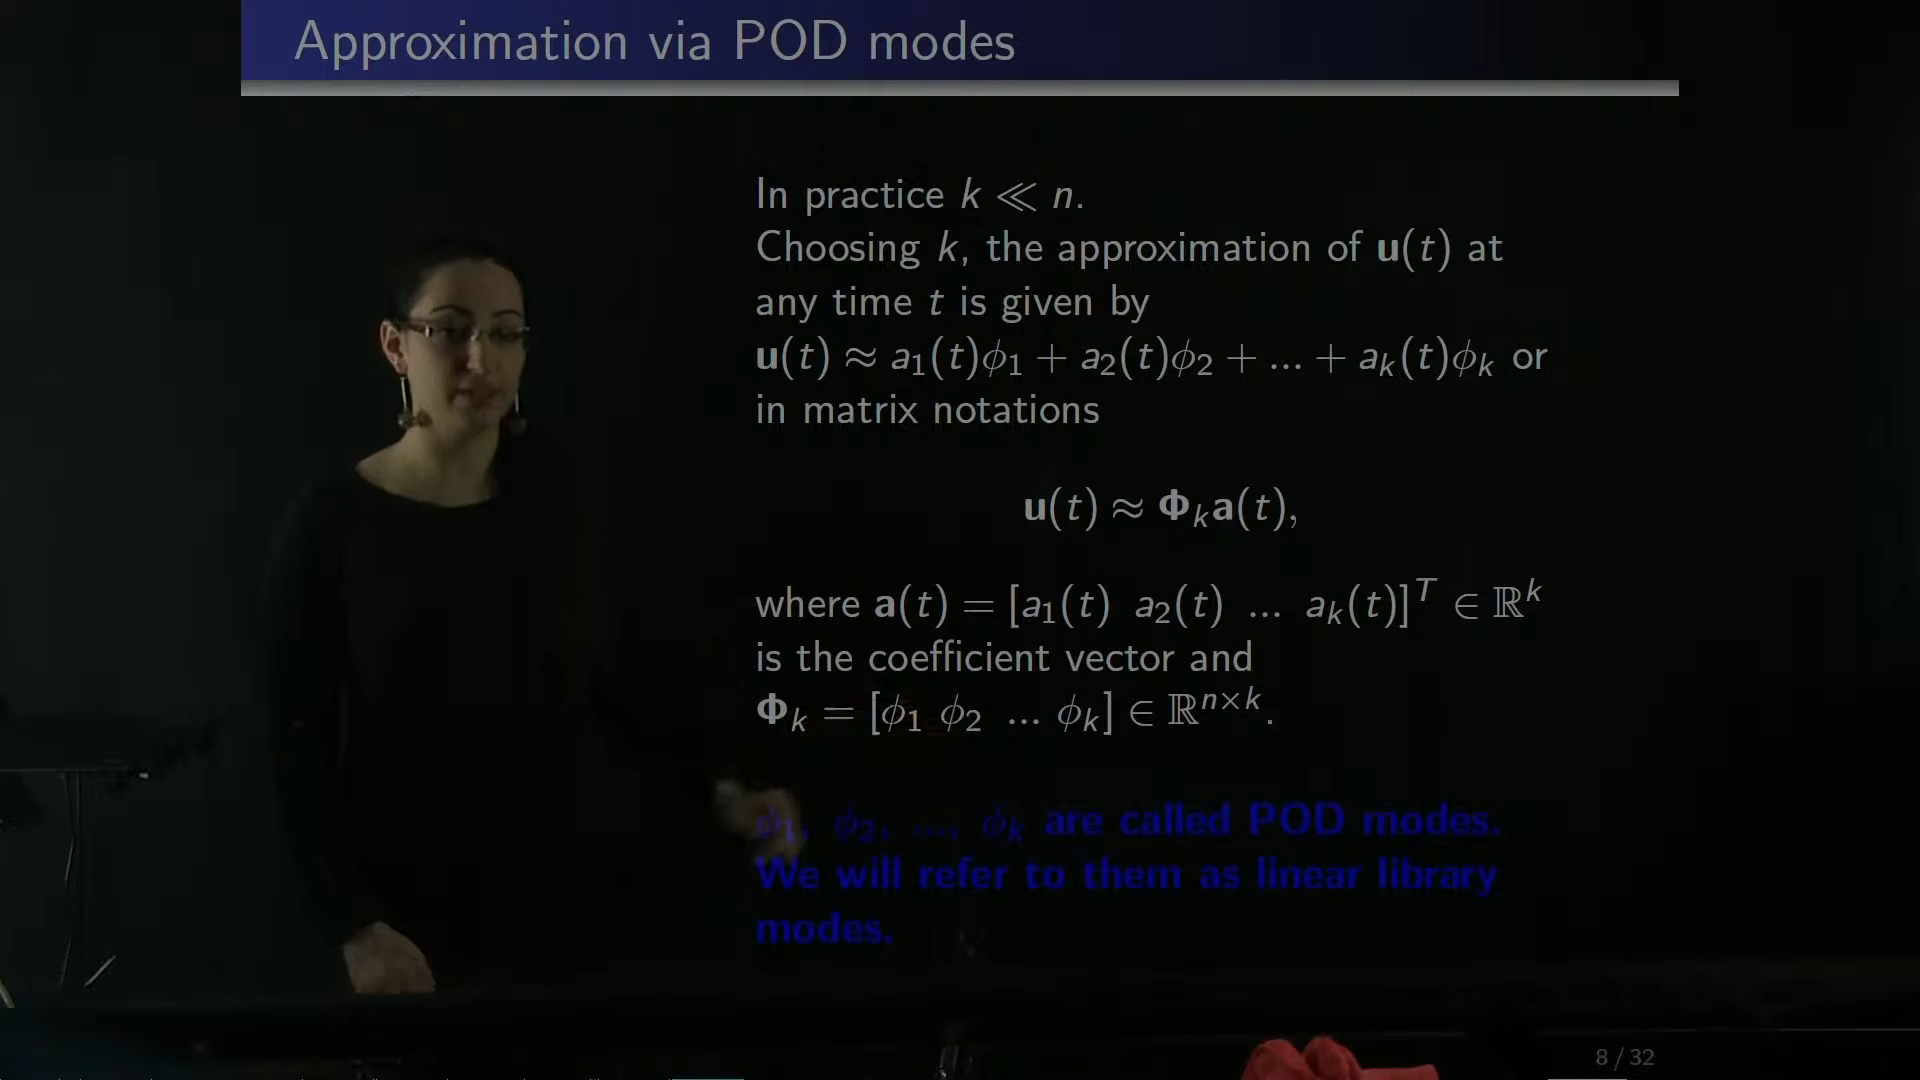 Approximation via POD modes
In practice k ≪ n.
Choosing k, the approximation of u(t) at
any time t is given by
u(t) ≈ a₁(t)ϕ₁ + a₂(t)ϕ₂ + ... + aₖ(t)ϕₖ or
in matrix notations
u(t) ≈ Φₖa(t),
where a(t) = [a₁(t) a₂(t) ... aₖ(t)]ᵀ ∈ ℝᵏ
is the coefficient vector and
Φₖ = [ϕ₁ ϕ₂ ... ϕₖ] ∈ ℝⁿˣᵏ.
ϕ₁, ϕ₂, ..., ϕₖ are called POD modes.
We will refer to them as linear library
modes.
8 / 32